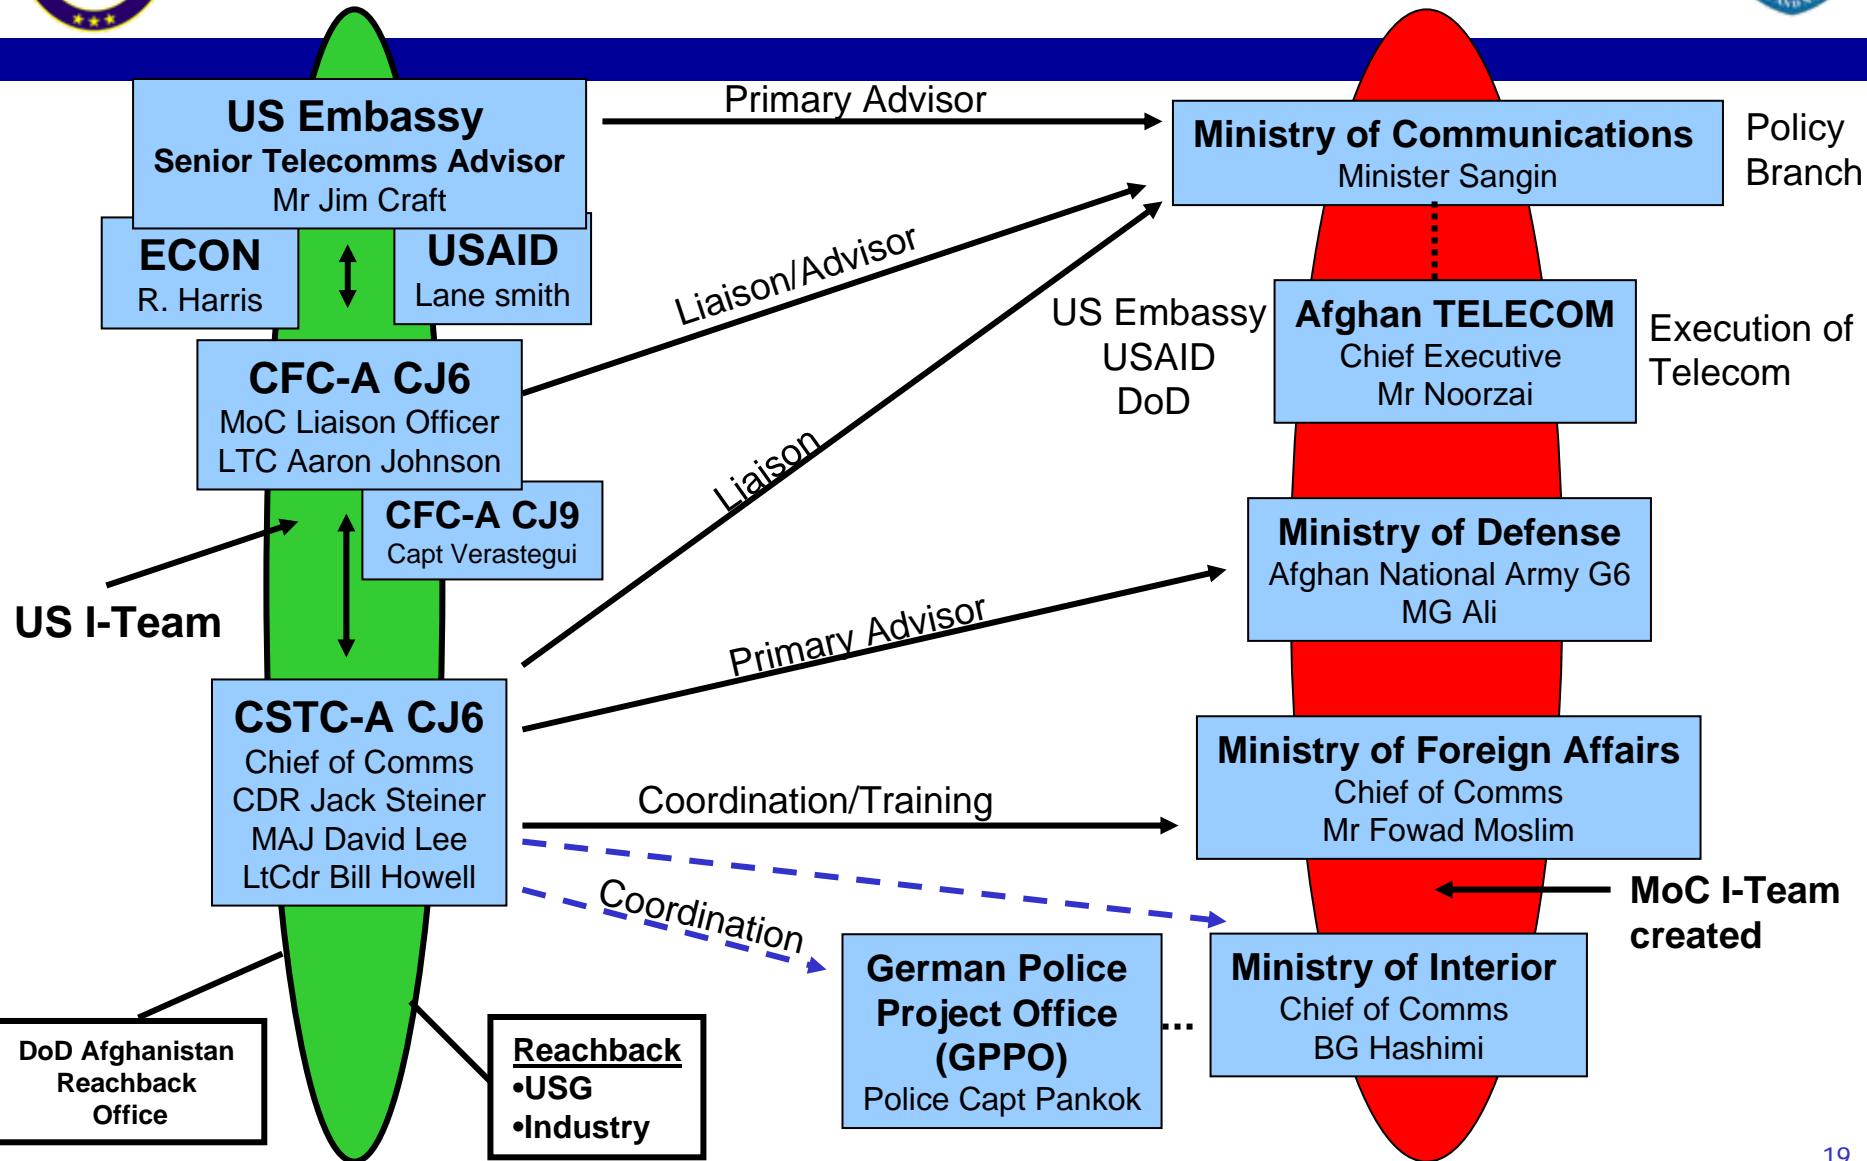 US Embassy
Senior Telecomms Advisor
Mr Jim Craft
ECON
R. Harris
USAID
Lane smith
CFC-A CJ6
MoC Liaison Officer
LTC Aaron Johnson
CFC-A CJ9
Capt Verastegui
US I-Team
CSTC-A CJ6
Chief of Comms
CDR Jack Steiner
MAJ David Lee
LtCdr Bill Howell
DoD Afghanistan
Reachback
Office
Reachback
•USG
•Industry
Primary Advisor
Liaison/Advisor
Liaison
Primary Advisor
Coordination/Training
Coordination
Ministry of Communications
Minister Sangin
Policy
Branch
US Embassy
USAID
DoD
Afghan TELECOM
Chief Executive
Mr Noorzai
Execution of
Telecom
Ministry of Defense
Afghan National Army G6
MG Ali
Ministry of Foreign Affairs
Chief of Comms
Mr Fowad Moslim
MoC I-Team
created
German Police
Project Office
(GPPO)
Police Capt Pankok
...
Ministry of Interior
Chief of Comms
BG Hashimi
19